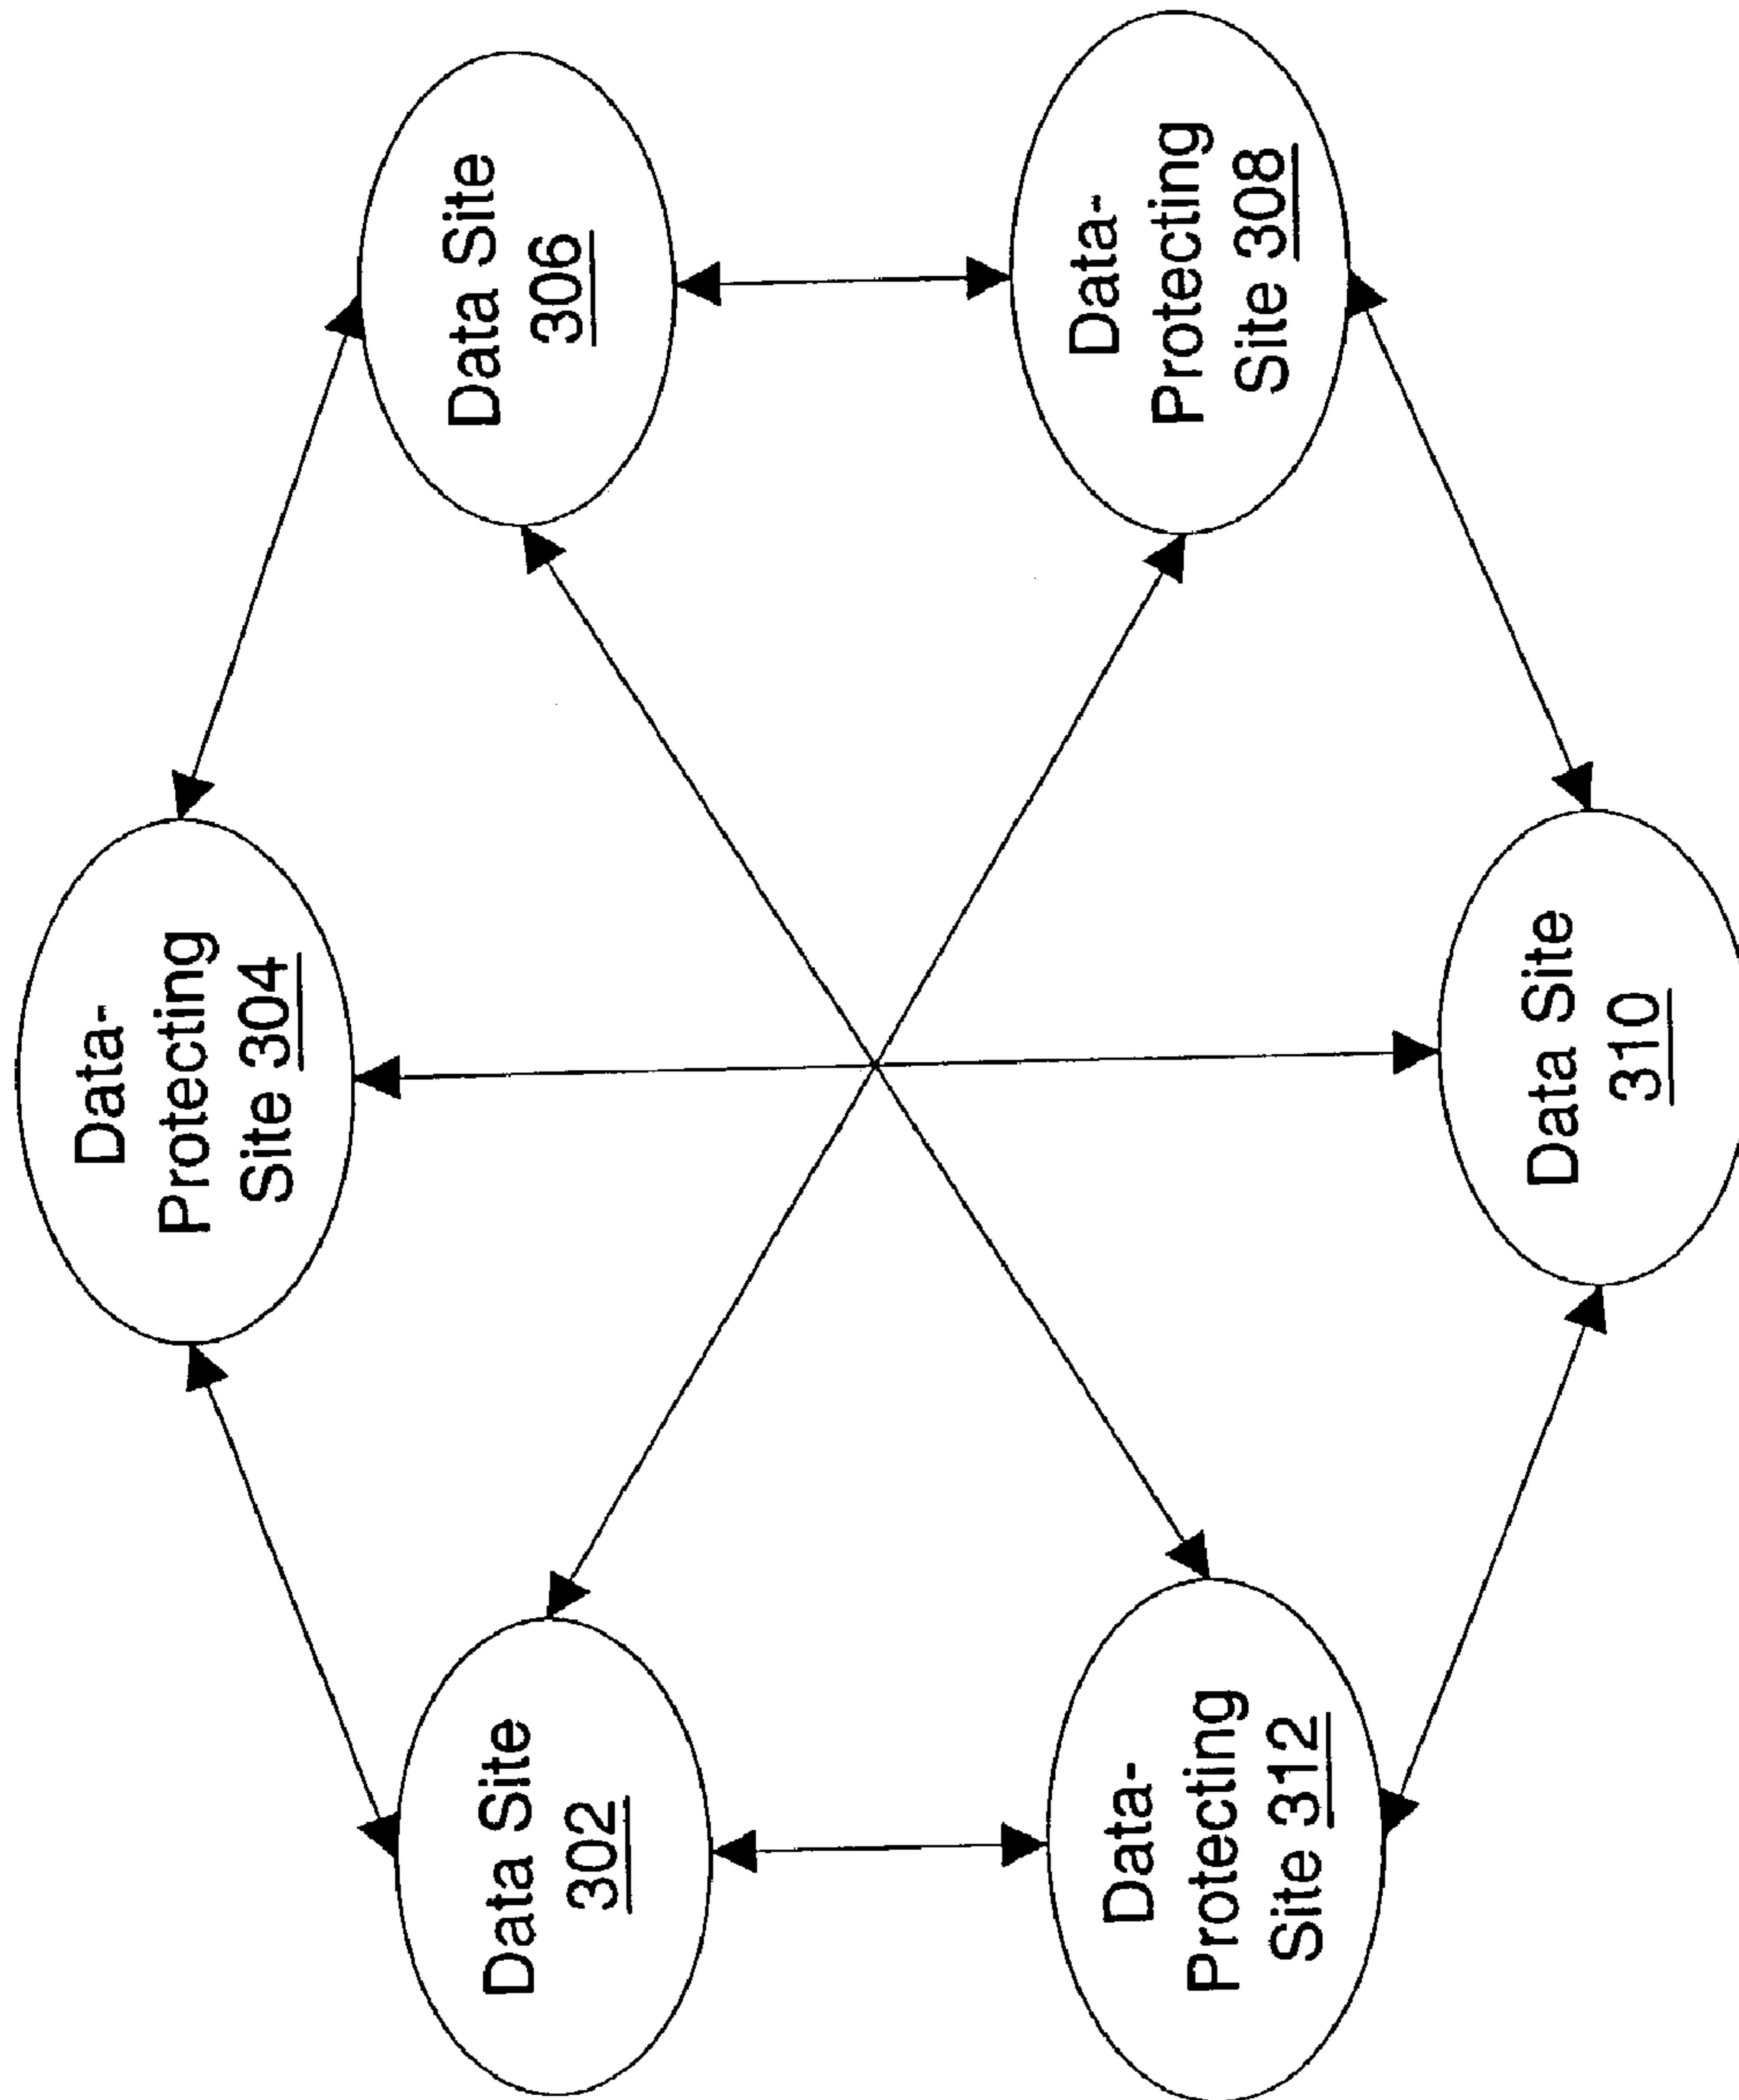 Data-
Protecting
Site 304
Data Site
302
Data Site
306
Data-
Protecting
Site 312
Data-
Protecting
Site 308
Data Site
310